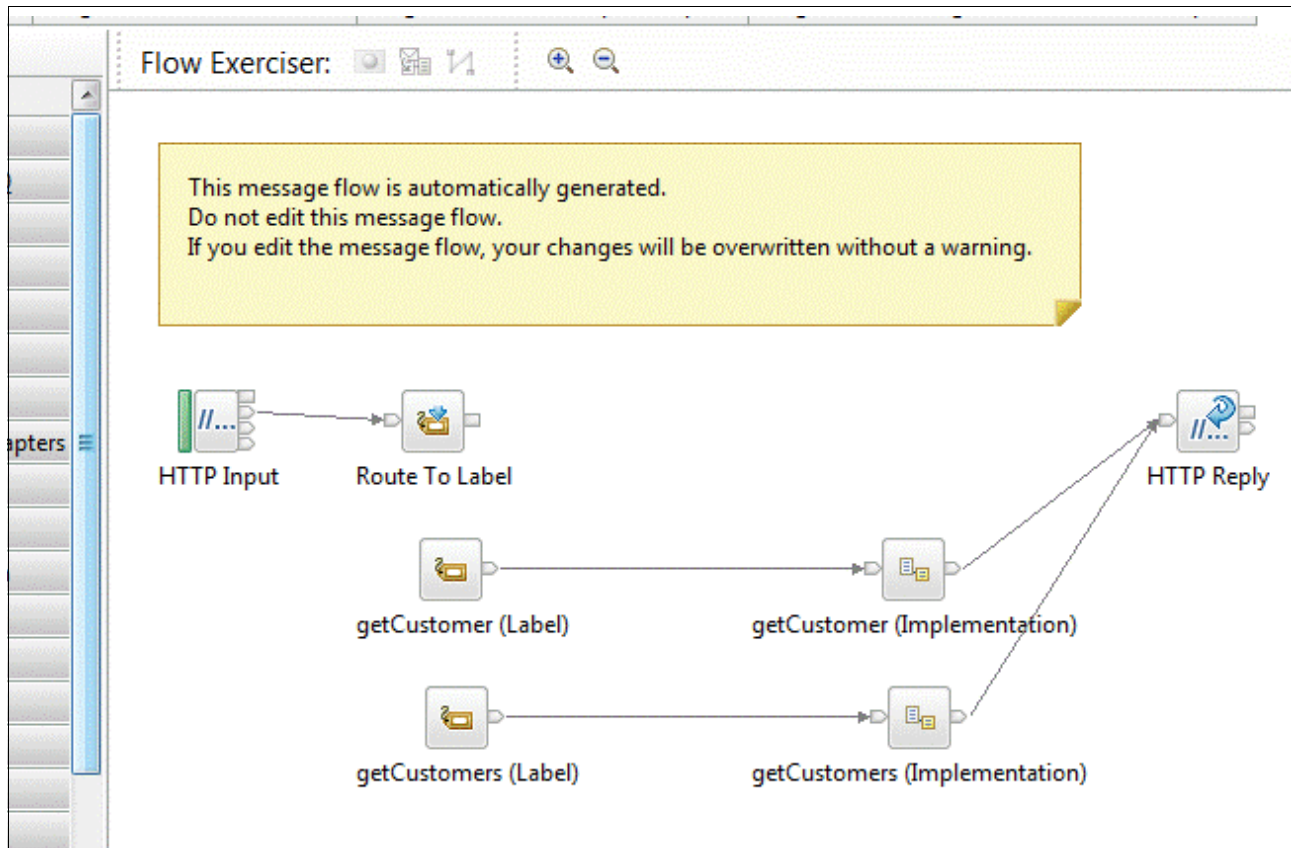 Flow Exerciser:
This message flow is automatically generated.
Do not edit this message flow.
If you edit the message flow, your changes will be overwritten without a warning.
apters
//...
//...
HTTP Input
Route To Label
HTTP Reply
getCustomer (Label)
getCustomer (Implementation)
getCustomers (Label)
getCustomers (Implementation)